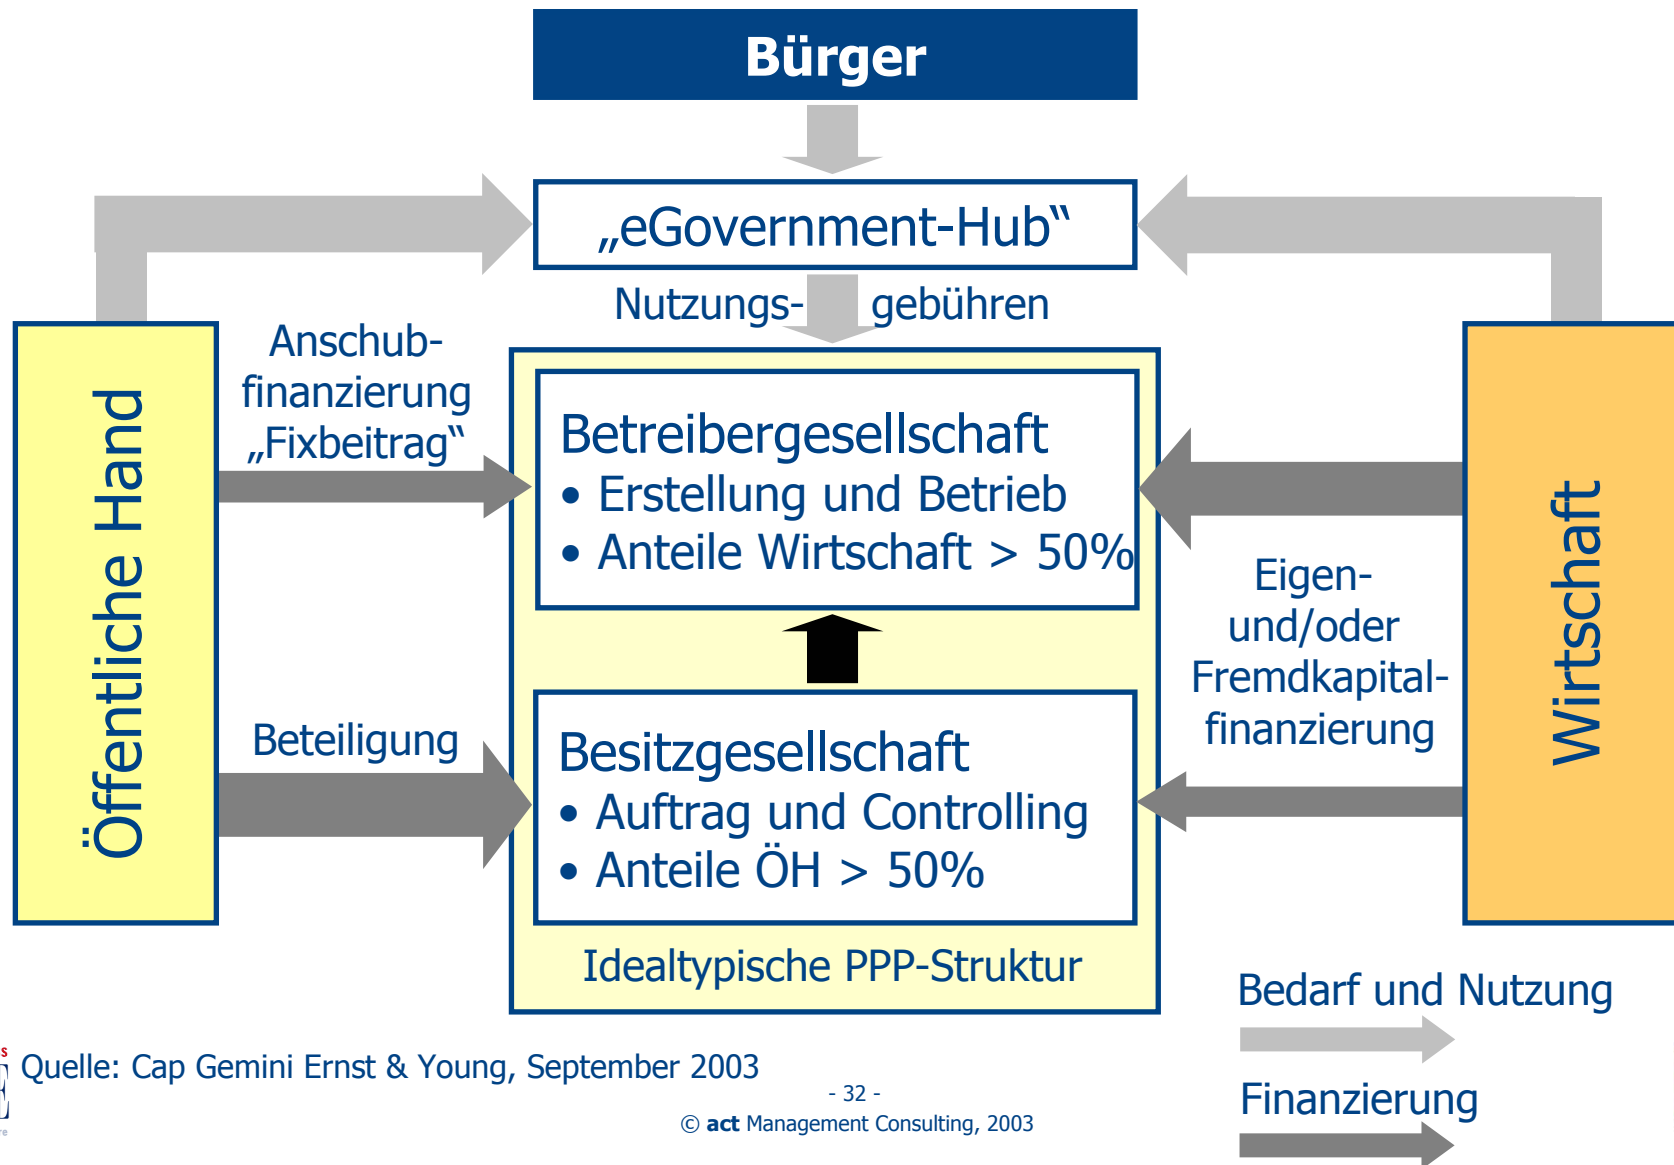 Bürger
„eGovernment-Hub“
Nutzungs- gebühren
Anschub-
finanzierung
„Fixbeitrag“
Öffentliche Hand
Betreibergesellschaft
• Erstellung und Betrieb
• Anteile Wirtschaft > 50%
Eigen-
und/oder
Fremdkapital-
finanzierung
Wirtschaft
Beteiligung
Besitzgesellschaft
• Auftrag und Controlling
• Anteile ÖH > 50%
Idealtypische PPP-Struktur
Bedarf und Nutzung
Finanzierung
Quelle: Cap Gemini Ernst & Young, September 2003
- 32 -
© act Management Consulting, 2003